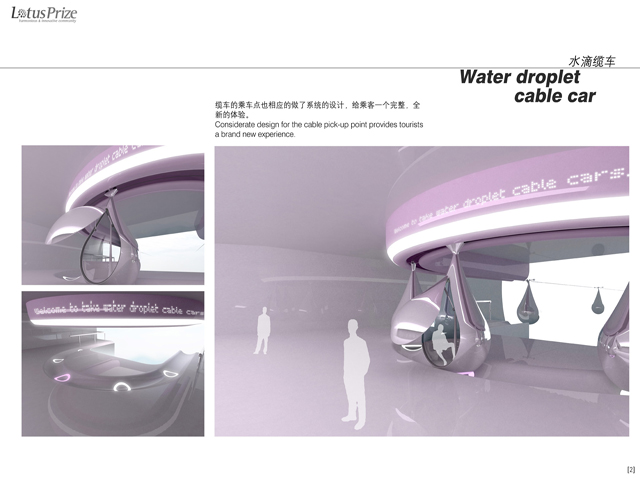 LotusPrize
水滴缆车
Water droplet
cable car
缆车的乘车点也相应的做了系统的设计，给乘客一个完整、全
新的体验。
Considerate design for the cable pick-up point provides tourists
a brand new experience.
take water droplet cable c
Welcome to take water droplet cable cars.
Welcome to take water droplet cable cars
[2]